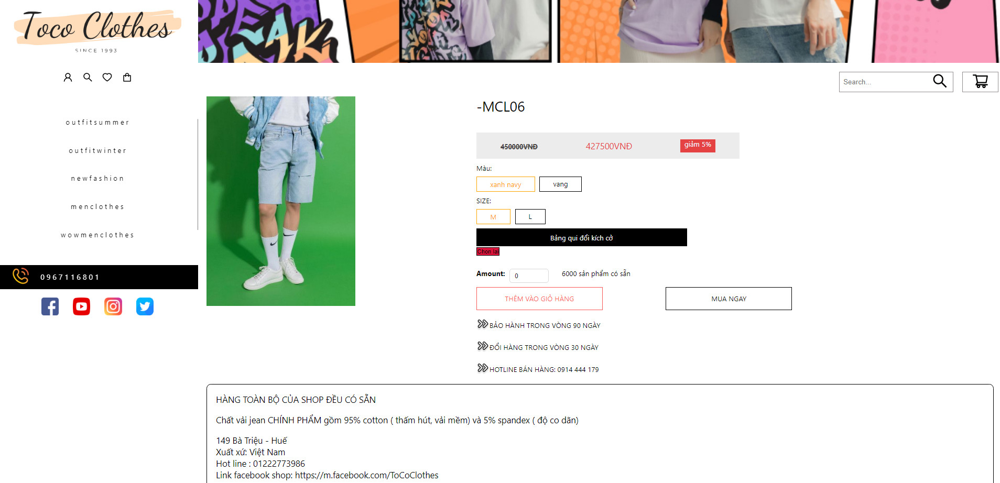 Toco Clothes
SINCE 1993
outfitsummer
outfitwinter
newfashion
menclothes
wowmenclothes
0967116801
Search...
-MCL06
450000VNĐ 427500VNĐ giảm 5%
Màu:
xanh navy vang
SIZE:
M L
Bảng qui đổi kích cở
Chọn lại
Amount: 0 6000 sản phẩm có sẵn
THÊM VÀO GIỎ HÀNG MUA NGAY
BẢO HÀNH TRONG VÒNG 90 NGÀY
ĐỔI HÀNG TRONG VÒNG 30 NGÀY
HOTLINE BÁN HÀNG: 0914 444 179
HÀNG TOÀN BỘ CỦA SHOP ĐỀU CÓ SẴN
Chất vải jean CHÍNH PHẨM gồm 95% cotton ( thấm hút, vải mềm) và 5% spandex ( độ co dãn)
149 Bà Triệu - Huế
Xuất xứ: Việt Nam
Hot line : 01222773986
Link facebook shop: https://m.facebook.com/ToCoClothes